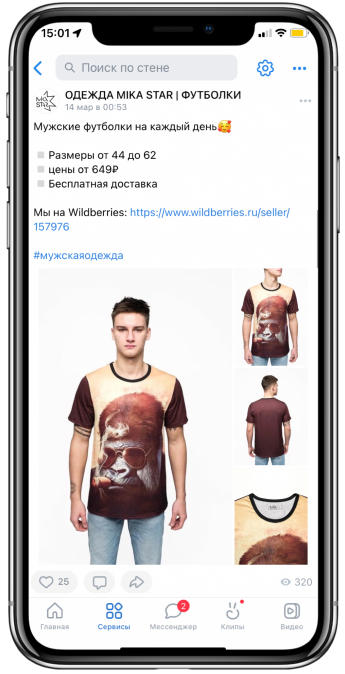 15:01
Поиск по стене
ОДЕЖДА MIKA STAR | ФУТБОЛКИ
14 мар в 00:53
Мужские футболки на каждый день🥰
Размеры от 44 до 62
цены от 649₽
Бесплатная доставка
Мы на Wildberries: https://www.wildberries.ru/seller/
157976
#мужскаяодежда
25
320
2
Главная
Сервисы
Мессенджер
Клипы
Видео